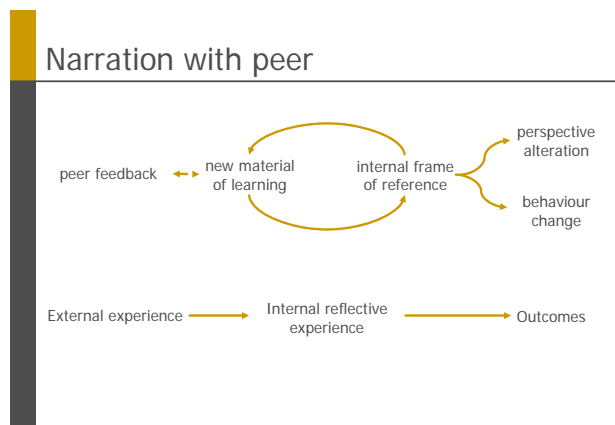 Narration with peer
peer feedback
new material
of learning
internal frame
of reference
perspective
alteration
behaviour
change
External experience
Internal reflective
experience
Outcomes